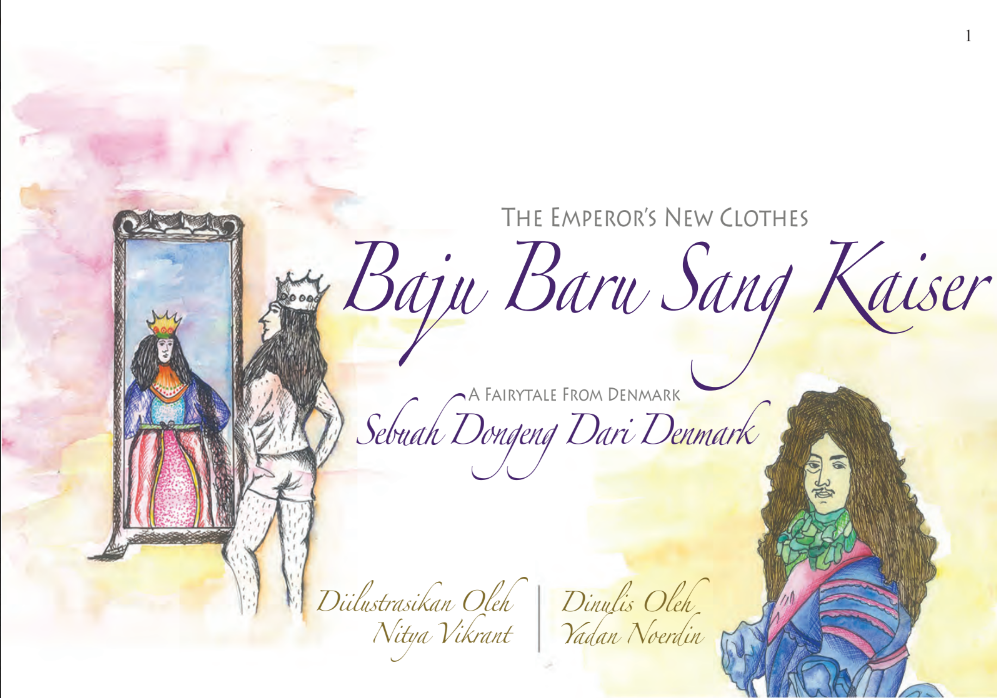 1
The Emperor's New Clothes
Baju Baru Sang Kaiser
A Fairytale From Denmark
Sebuah Dongeng Dari Denmark
Diilustrasikan Oleh
Nitya Vikrant
Dinulis Oleh
Yadan Noerdin